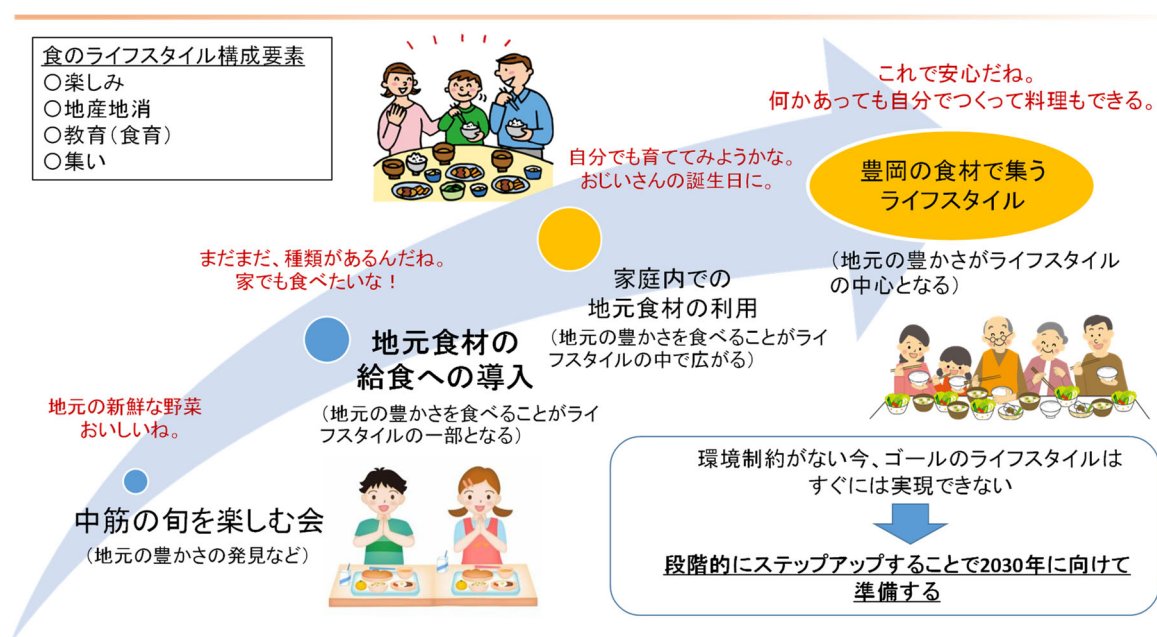 食のライフスタイル構成要素
○楽しみ
○地産地消
○教育(食育)
○集い
これで安心だね。
何かあっても自分でつくって料理もできる。
豊岡の食材で集う
ライフスタイル
(地元の豊かさがライフスタイル
の中心となる)
自分でも育ててみようかな。
おじいさんの誕生日に。
家庭内での
地元食材の利用
(地元の豊かさを食べることがライ
フスタイルの中で広がる)
まだまだ、種類があるんだね。
家でも食べたいな!
地元食材の
給食への導入
(地元の豊かさを食べることがライ
フスタイルの一部となる)
地元の新鮮な野菜
おいしいね。
中筋の旬を楽しむ会
(地元の豊かさの発見など)
環境制約がない今、ゴールのライフスタイルは
すぐには実現できない
段階的にステップアップすることで2030年に向けて
準備する